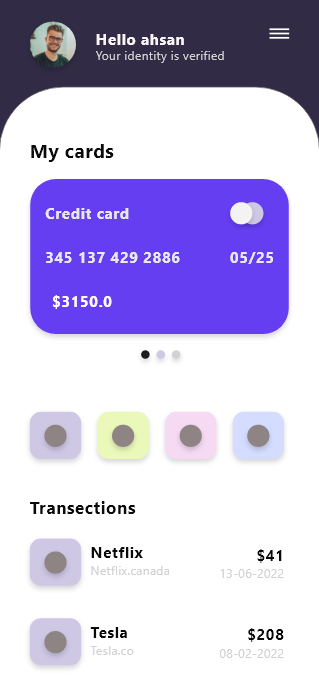 Hello ahsan
Your identity is verified
My cards
Credit card
345 137 429 2886 05/25
$3150.0
Transections
Netflix $41
Netflix.canada 13-06-2022
Tesla $208
Tesla.co 08-02-2022